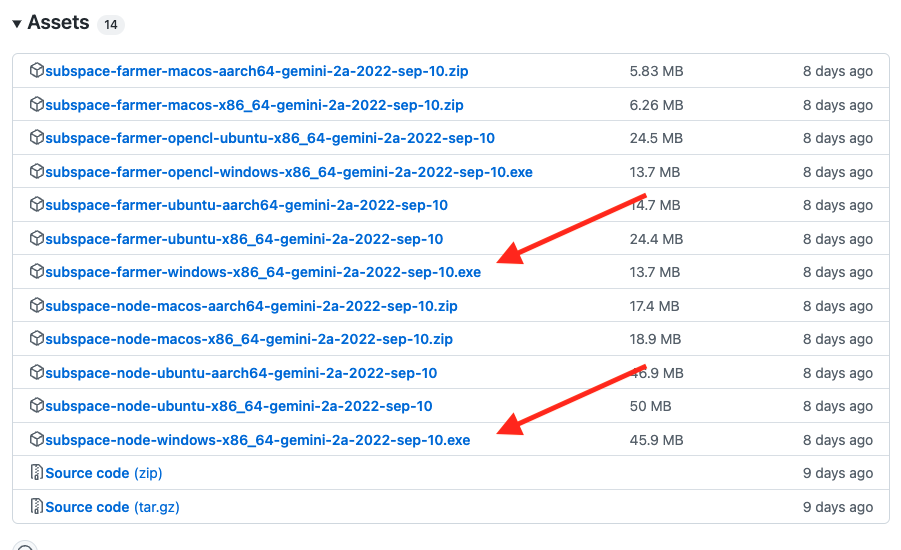 Assets 14
subspace-farmer-macos-aarch64-gemini-2a-2022-sep-10.zip 5.83 MB 8 days ago
subspace-farmer-macos-x86_64-gemini-2a-2022-sep-10.zip 6.26 MB 8 days ago
subspace-farmer-opencl-ubuntu-x86_64-gemini-2a-2022-sep-10 24.5 MB 8 days ago
subspace-farmer-opencl-windows-x86_64-gemini-2a-2022-sep-10.exe 13.7 MB 8 days ago
subspace-farmer-ubuntu-aarch64-gemini-2a-2022-sep-10 14.7 MB 8 days ago
subspace-farmer-ubuntu-x86_64-gemini-2a-2022-sep-10 24.4 MB 8 days ago
subspace-farmer-windows-x86_64-gemini-2a-2022-sep-10.exe 13.7 MB 8 days ago
subspace-node-macos-aarch64-gemini-2a-2022-sep-10.zip 17.4 MB 8 days ago
subspace-node-macos-x86_64-gemini-2a-2022-sep-10.zip 18.9 MB 8 days ago
subspace-node-ubuntu-aarch64-gemini-2a-2022-sep-10 46.9 MB 8 days ago
subspace-node-ubuntu-x86_64-gemini-2a-2022-sep-10 50 MB 8 days ago
subspace-node-windows-x86_64-gemini-2a-2022-sep-10.exe 45.9 MB 8 days ago
Source code (zip) 9 days ago
Source code (tar.gz) 9 days ago